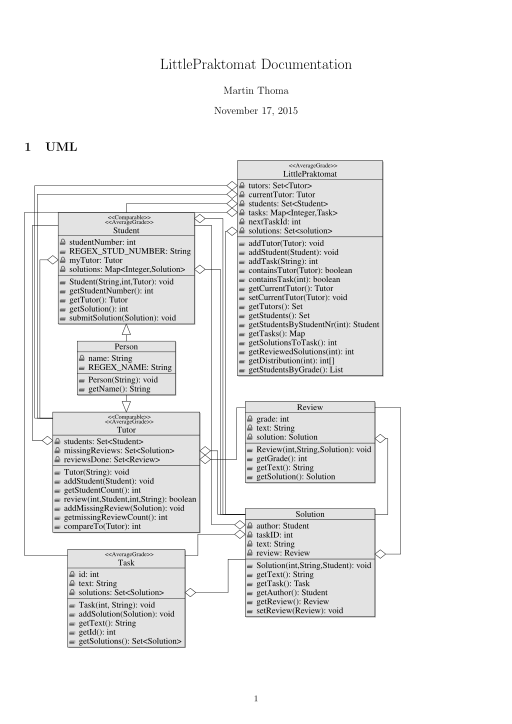 LittlePraktomat Documentation
Martin Thoma
November 17, 2015
1 UML
<<AverageGrade>>
LittlePraktomat
tutors: Set<Tutor>
currentTutor: Tutor
students: Set<Student>
tasks: Map<Integer,Task>
nextTaskId: int
solutions: Set<solution>
addTutor(Tutor): void
addStudent(Student): void
addTask(String): int
containsTutor(Tutor): boolean
containsTask(int): boolean
getCurrentTutor(): Tutor
setCurrentTutor(Tutor): void
getTutors(): Set
getStudents(): Set
getStudentsByStudentNr(int): Student
getTasks(): Map
getSolutionsToTask(): int
getReviewedSolutions(int): int
getDistribution(int): int[]
getStudentsByGrade(): List
<<Comparable>>
<<AverageGrade>>
Student
studentNumber: int
REGEX_STUD_NUMBER: String
myTutor: Tutor
solutions: Map<Integer,Solution>
Student(String,int,Tutor): void
getStudentNumber(): int
getTutor(): Tutor
getSolution(): int
submitSolution(Solution): void
Person
name: String
REGEX_NAME: String
Person(String): void
getName(): String
<<Comparable>>
<<AverageGrade>>
Tutor
students: Set<Student>
missingReviews: Set<Solution>
reviewsDone: Set<Review>
Tutor(String): void
addStudent(Student): void
getStudentCount(): int
review(int,Student,int,String): boolean
addMissingReview(Solution): void
getmissingReviewCount(): int
compareTo(Tutor): int
Review
grade: int
text: String
solution: Solution
Review(int,String,Solution): void
getGrade(): int
getText(): String
getSolution(): Solution
Solution
author: Student
taskID: int
text: String
review: Review
Solution(int,String,Student): void
getText(): String
getTask(): Task
getAuthor(): Student
getReview(): Review
setReview(Review): void
<<AverageGrade>>
Task
id: int
text: String
solutions: Set<Solution>
Task(int, String): void
addSolution(Solution): void
getText(): String
getId(): int
getSolutions(): Set<Solution>
1